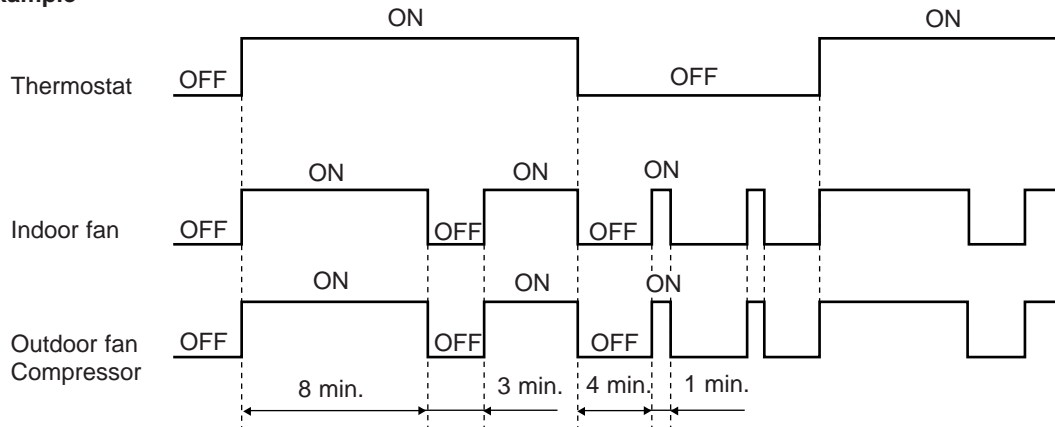 ON ON
Thermostat OFF OFF
ON ON ON
Indoor fan OFF OFF OFF
ON ON ON
Outdoor fan OFF OFF OFF
Compressor
8 min. 3 min. 4 min. 1 min.